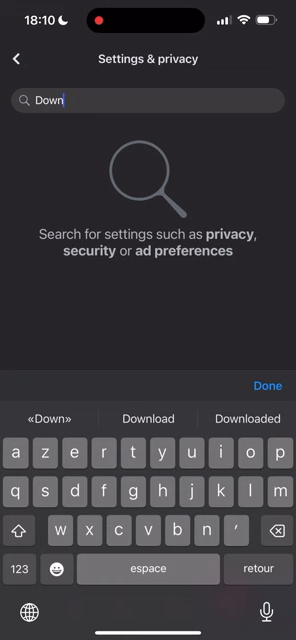 18:10
Settings & privacy
Down
Search for settings such as privacy,
security or ad preferences
Done
«Down» Download Downloaded
a z e r t y u i o p
q s d f g h j k l m
w x c v b n ’
123 espace retour